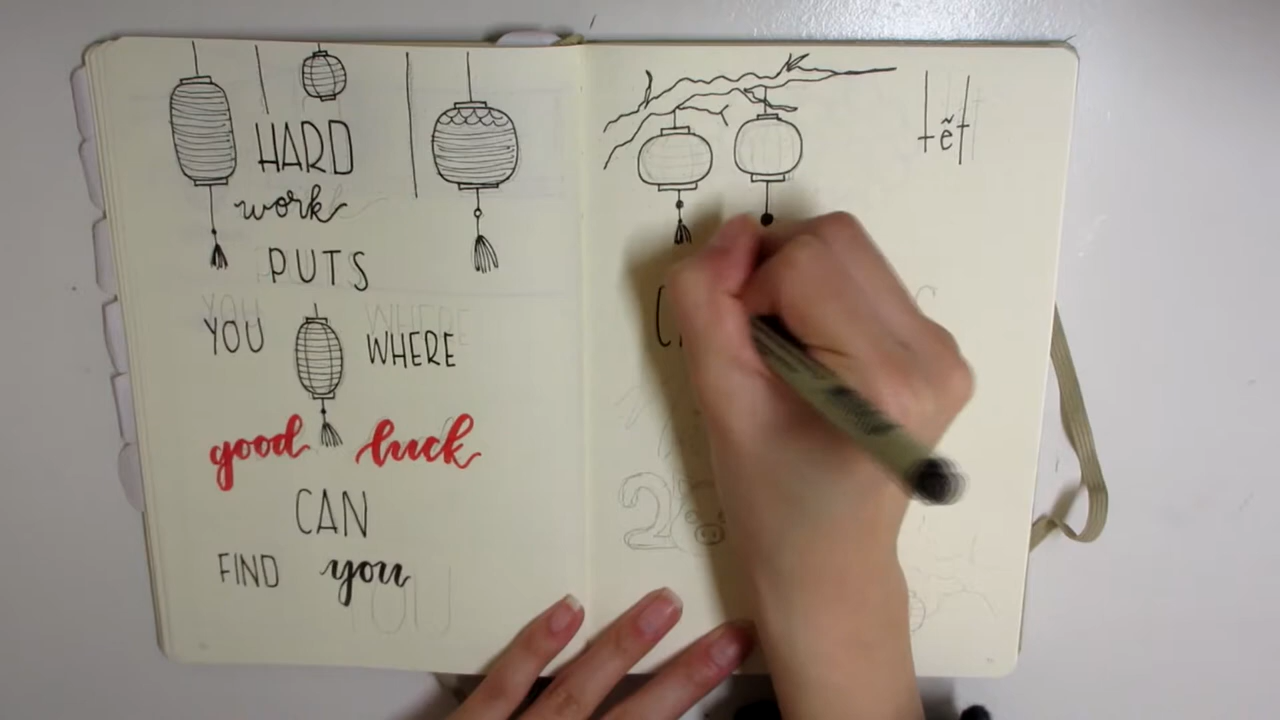 HARD
work
PUTS
YOU WHERE
good luck
CAN
FIND you
tết